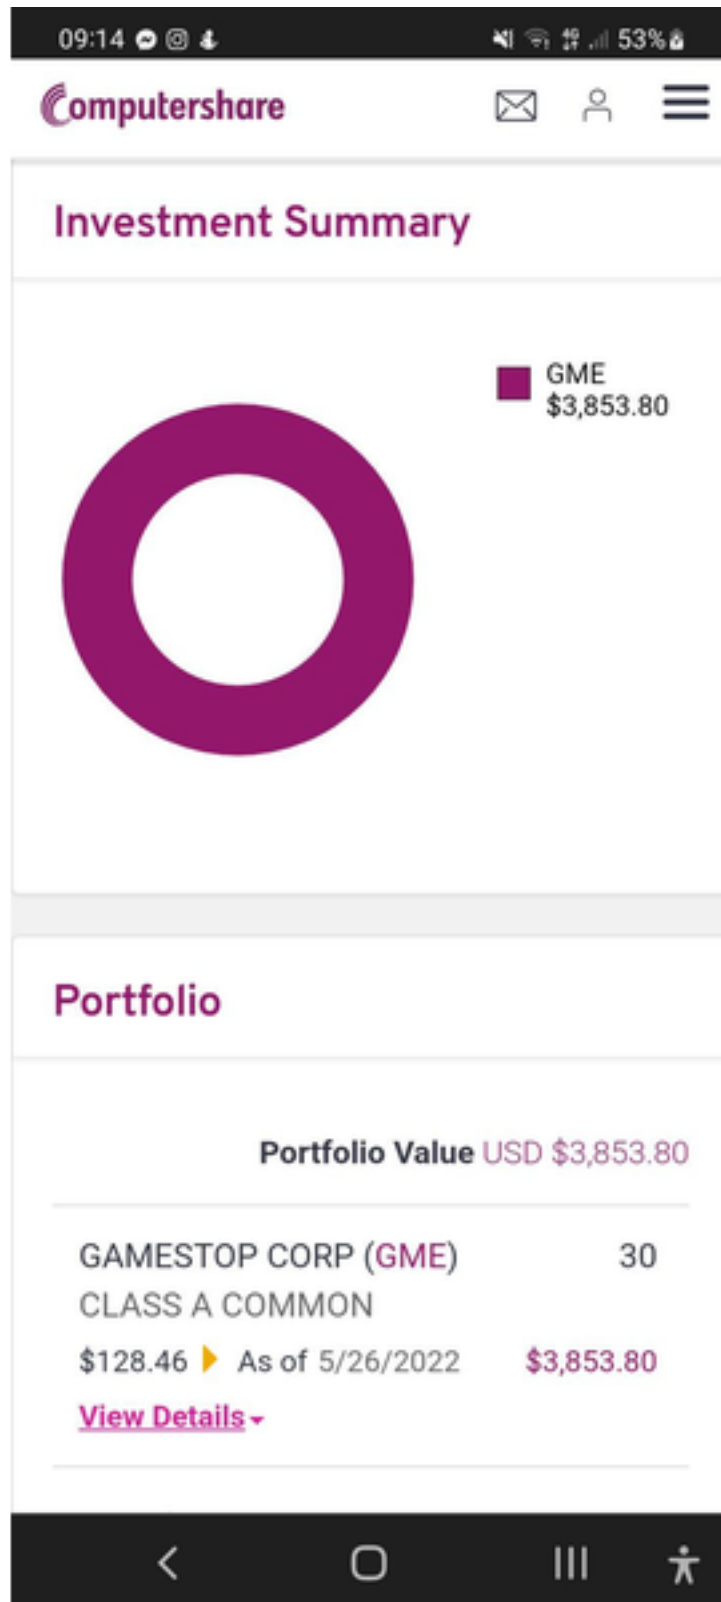 09:14 53%
Computershare
Investment Summary
GME
$3,853.80
Portfolio
Portfolio Value USD $3,853.80
GAMESTOP CORP (GME) 30
CLASS A COMMON
$128.46 As of 5/26/2022 $3,853.80
View Details